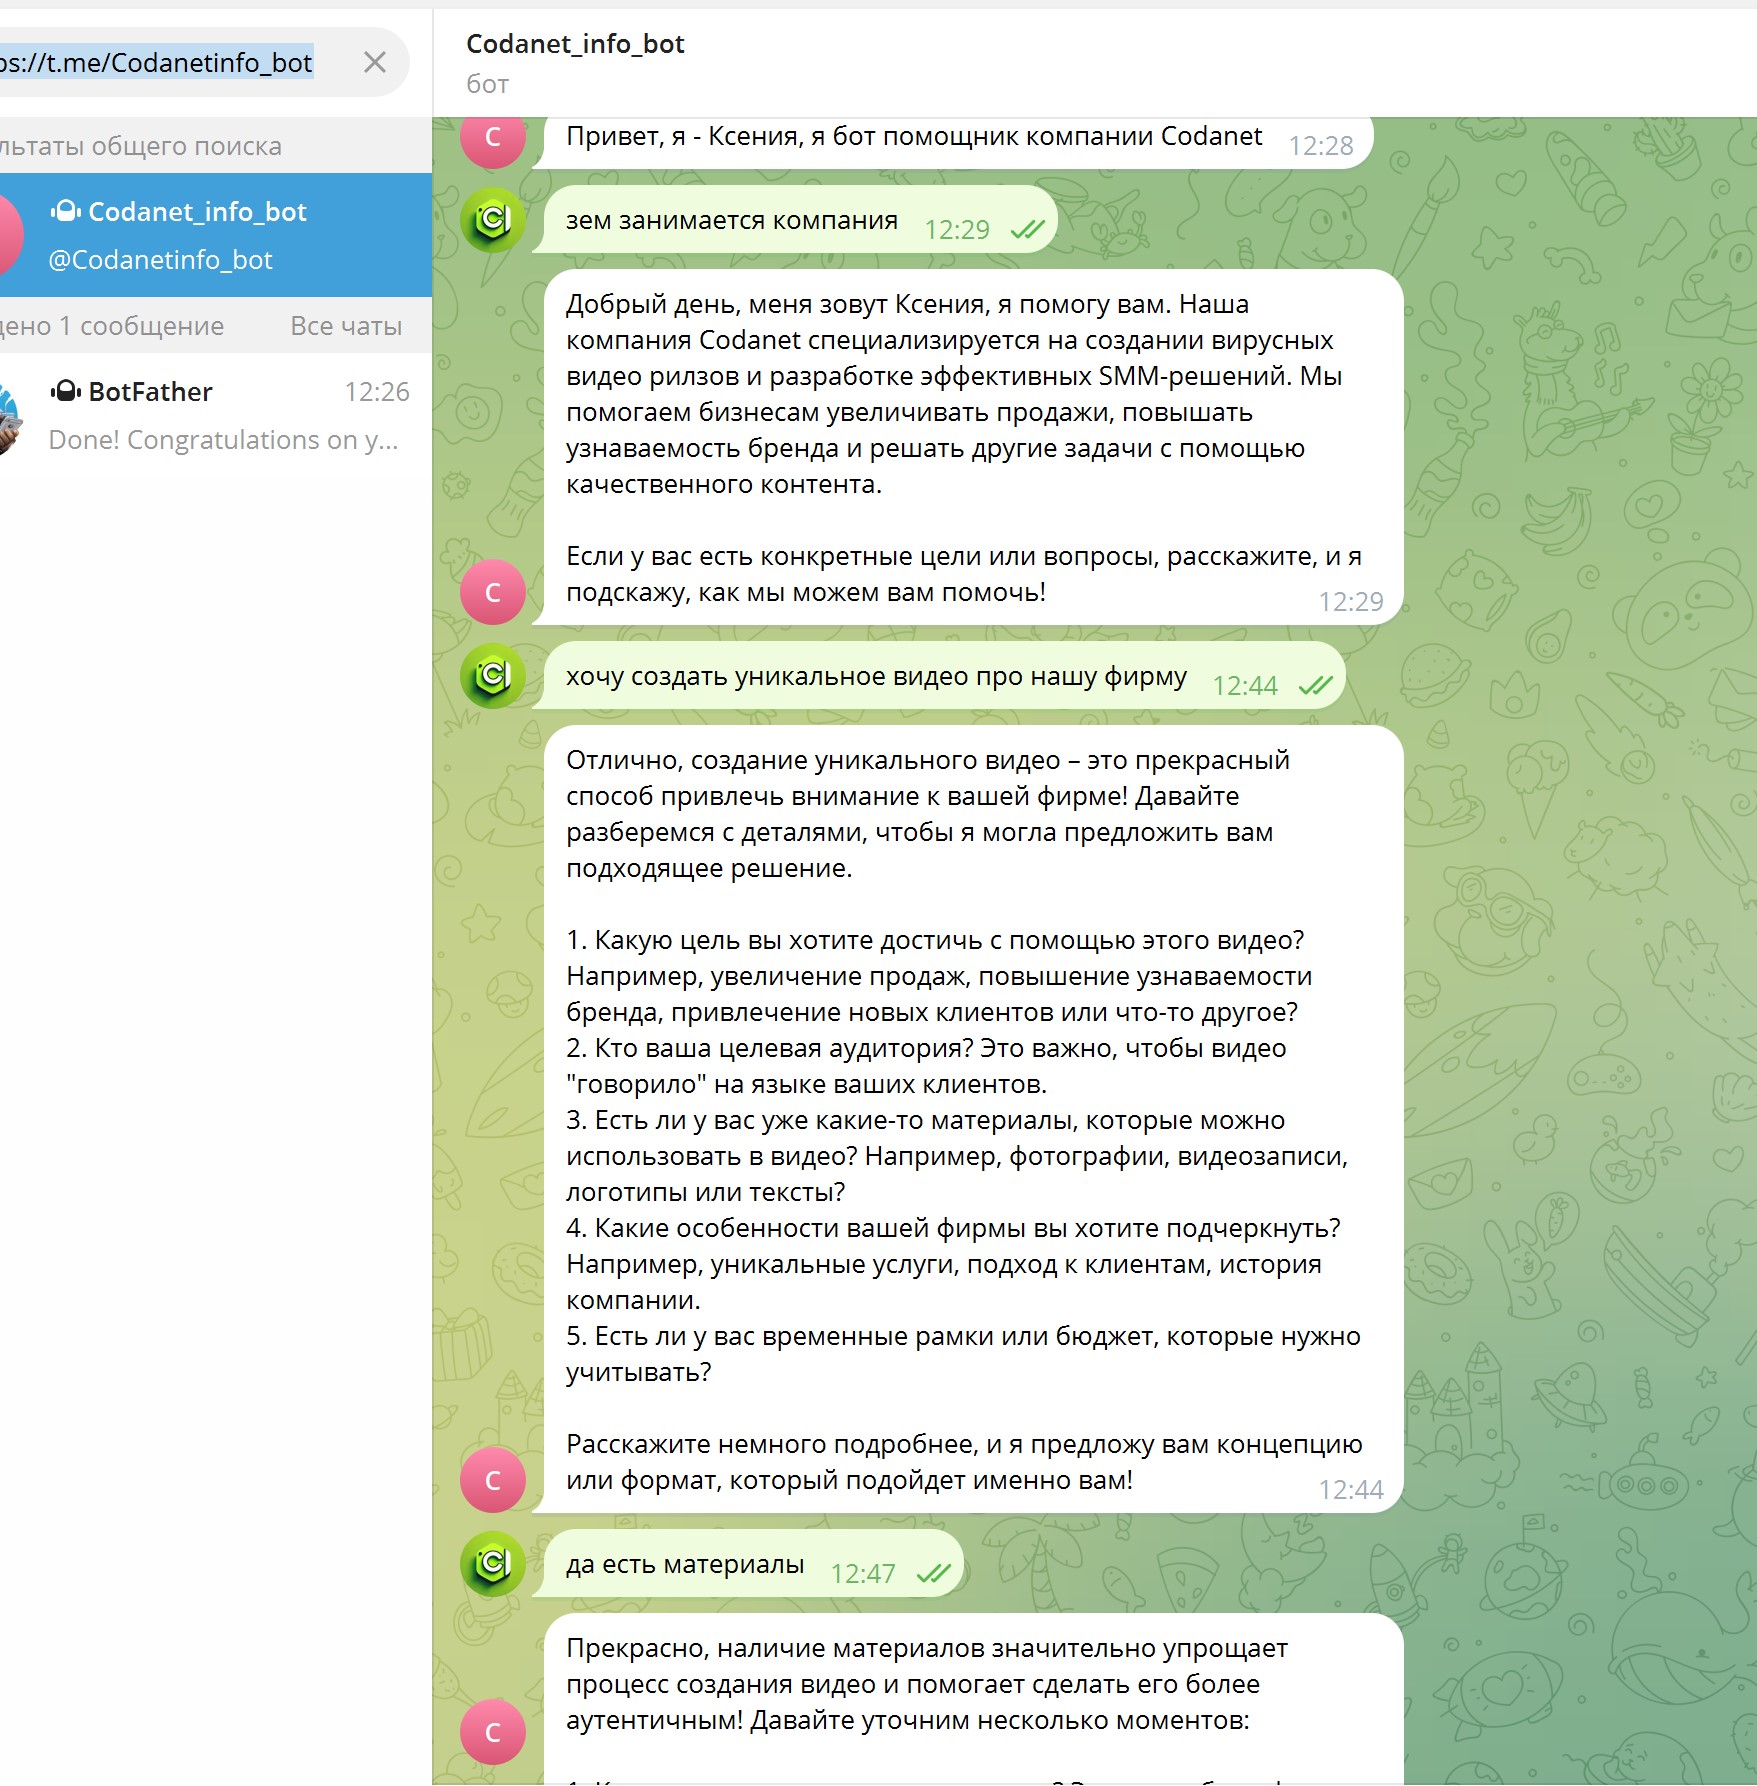 ps://t.me/Codanetinfo_bot
льтаты общего поиска
Codanet_info_bot
@Codanetinfo_bot
дено 1 сообщение Все чаты
BotFather 12:26
Done! Congratulations on y...
Codanet_info_bot
бот
C
Привет, я - Ксения, я бот помощник компании Codanet 12:28
зем занимается компания 12:29
Добрый день, меня зовут Ксения, я помогу вам. Наша
компания Codanet специализируется на создании вирусных
видео рилзов и разработке эффективных SMM-решений. Мы
помогаем бизнесам увеличивать продажи, повышать
узнаваемость бренда и решать другие задачи с помощью
качественного контента.
Если у вас есть конкретные цели или вопросы, расскажите, и я
подскажу, как мы можем вам помочь!
C
12:29
хочу создать уникальное видео про нашу фирму 12:44
Отлично, создание уникального видео – это прекрасный
способ привлечь внимание к вашей фирме! Давайте
разберемся с деталями, чтобы я могла предложить вам
подходящее решение.
1. Какую цель вы хотите достичь с помощью этого видео?
Например, увеличение продаж, повышение узнаваемости
бренда, привлечение новых клиентов или что-то другое?
2. Кто ваша целевая аудитория? Это важно, чтобы видео
"говорило" на языке ваших клиентов.
3. Есть ли у вас уже какие-то материалы, которые можно
использовать в видео? Например, фотографии, видеозаписи,
логотипы или тексты?
4. Какие особенности вашей фирмы вы хотите подчеркнуть?
Например, уникальные услуги, подход к клиентам, история
компании.
5. Есть ли у вас временные рамки или бюджет, которые нужно
учитывать?
Расскажите немного подробнее, и я предложу вам концепцию
или формат, который подойдет именно вам!
C
12:44
да есть материалы 12:47
Прекрасно, наличие материалов значительно упрощает
процесс создания видео и помогает сделать его более
аутентичным! Давайте уточним несколько моментов:
C